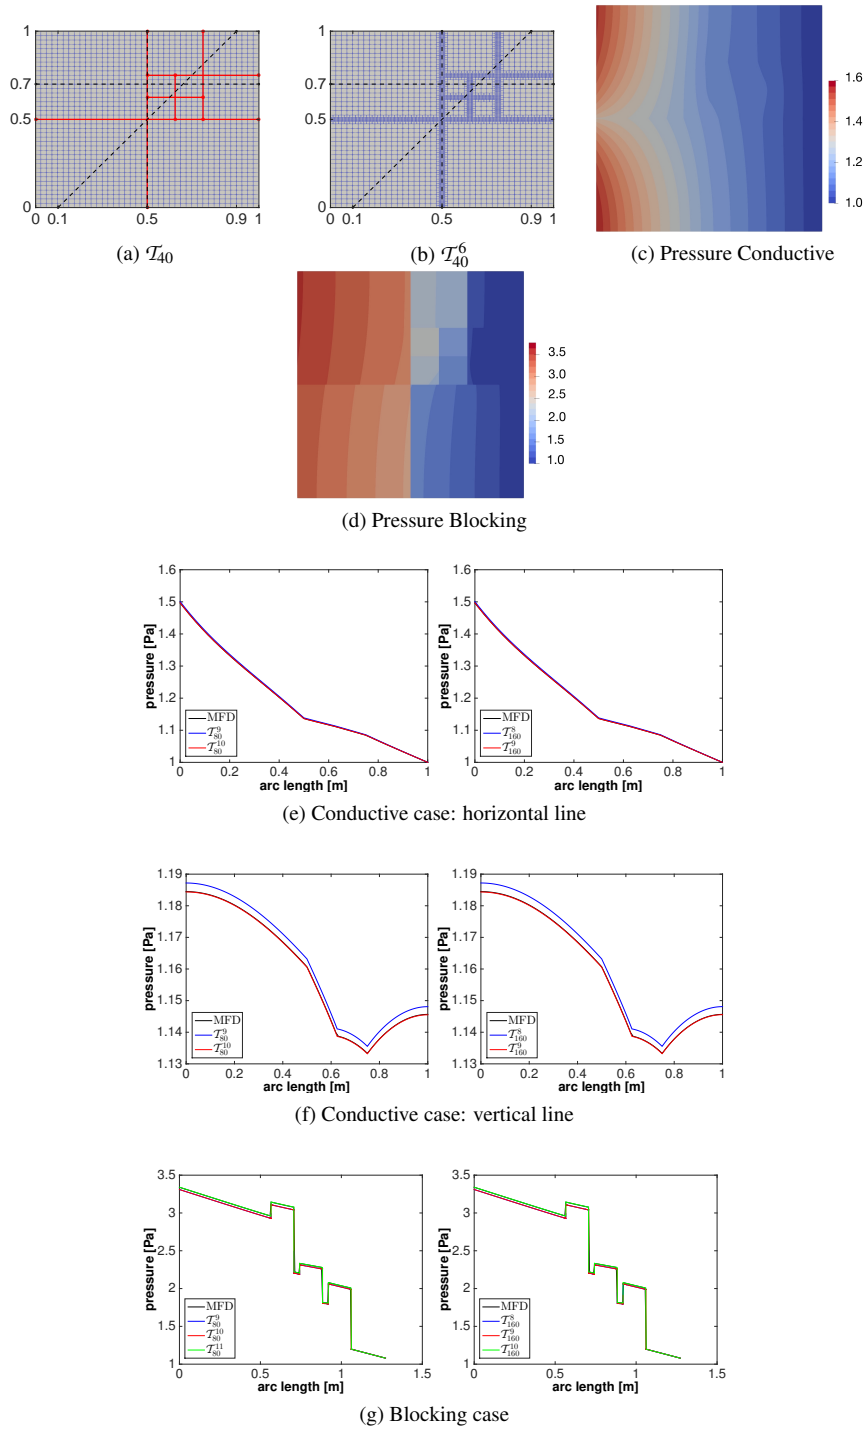 1
0.7
0.5
0
0 0.1 0.5 0.9 1
(a) 𝒯40
1
0.7
0.5
0
0 0.1 0.5 0.9 1
(b) 𝒯40^6
1.6
1.4
1.2
1.0
(c) Pressure Conductive
3.5
3.0
2.5
2.0
1.5
1.0
(d) Pressure Blocking
1.6
1.5
1.4
1.3
1.2
1.1
1
pressure [Pa]
MFD
𝒯80^9
𝒯80^10
0 0.2 0.4 0.6 0.8 1
arc length [m]
1.6
1.5
1.4
1.3
1.2
1.1
1
pressure [Pa]
MFD
𝒯160^8
𝒯160^9
0 0.2 0.4 0.6 0.8 1
arc length [m]
(e) Conductive case: horizontal line
1.19
1.18
1.17
1.16
1.15
1.14
1.13
pressure [Pa]
MFD
𝒯80^9
𝒯80^10
0 0.2 0.4 0.6 0.8 1
arc length [m]
1.19
1.18
1.17
1.16
1.15
1.14
1.13
pressure [Pa]
MFD
𝒯160^8
𝒯160^9
0 0.2 0.4 0.6 0.8 1
arc length [m]
(f) Conductive case: vertical line
3.5
3
2.5
2
1.5
1
pressure [Pa]
MFD
𝒯80^9
𝒯80^10
𝒯80^11
0 0.5 1 1.5
arc length [m]
3.5
3
2.5
2
1.5
1
pressure [Pa]
MFD
𝒯160^8
𝒯160^9
𝒯160^10
0 0.5 1 1.5
arc length [m]
(g) Blocking case